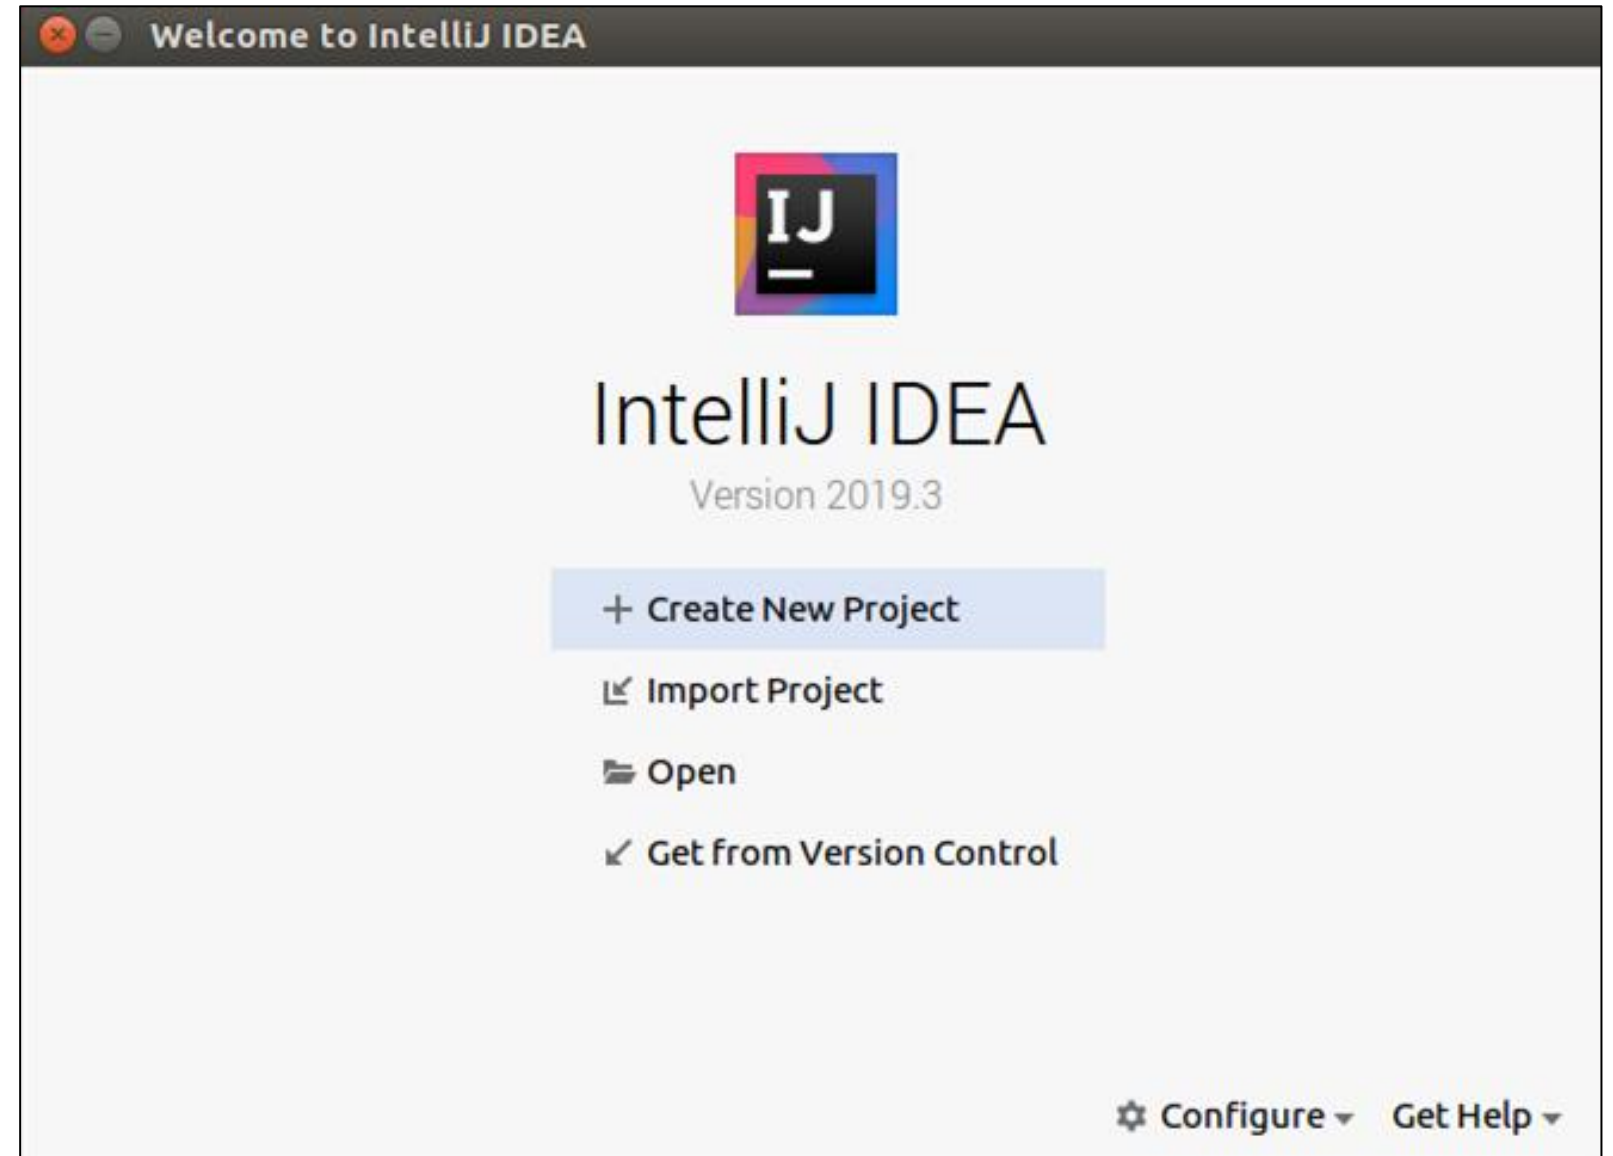 Welcome to IntelliJ IDEA
IJ
IntelliJ IDEA
Version 2019.3
Create New Project
Import Project
Open
Get from Version Control
Configure Get Help